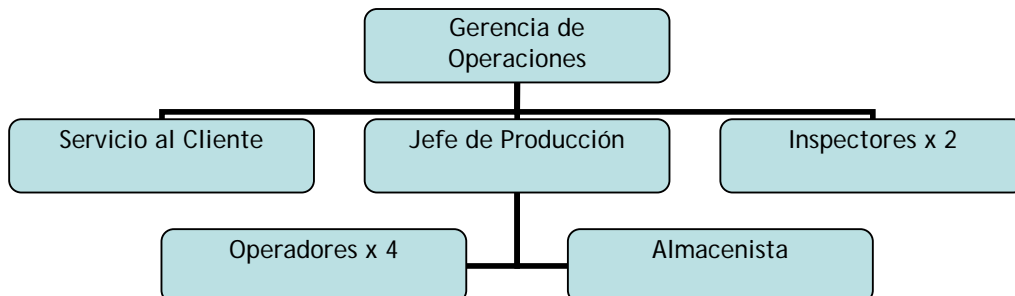 Gerencia de
Operaciones
Servicio al Cliente
Jefe de Producción
Inspectores x 2
Operadores x 4
Almacenista